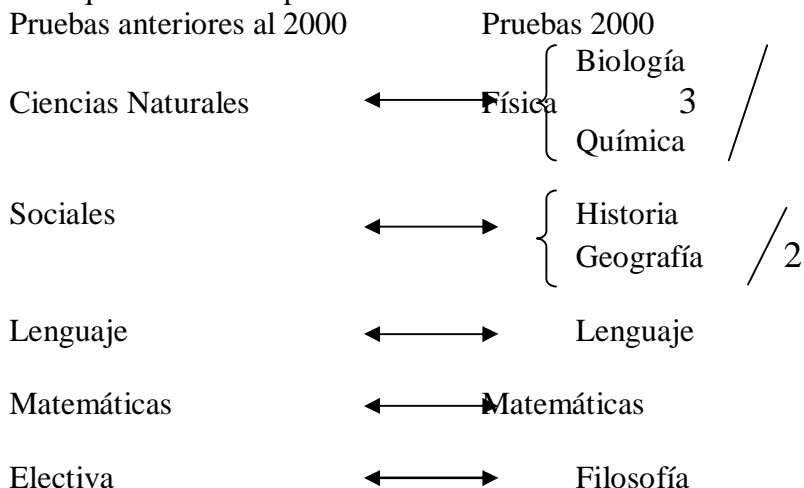 Pruebas anteriores al 2000 Pruebas 2000
Biología
Ciencias Naturales Física 3
Química
Sociales Historia
Geografía 2
Lenguaje Lenguaje
Matemáticas Matemáticas
Electiva Filosofía